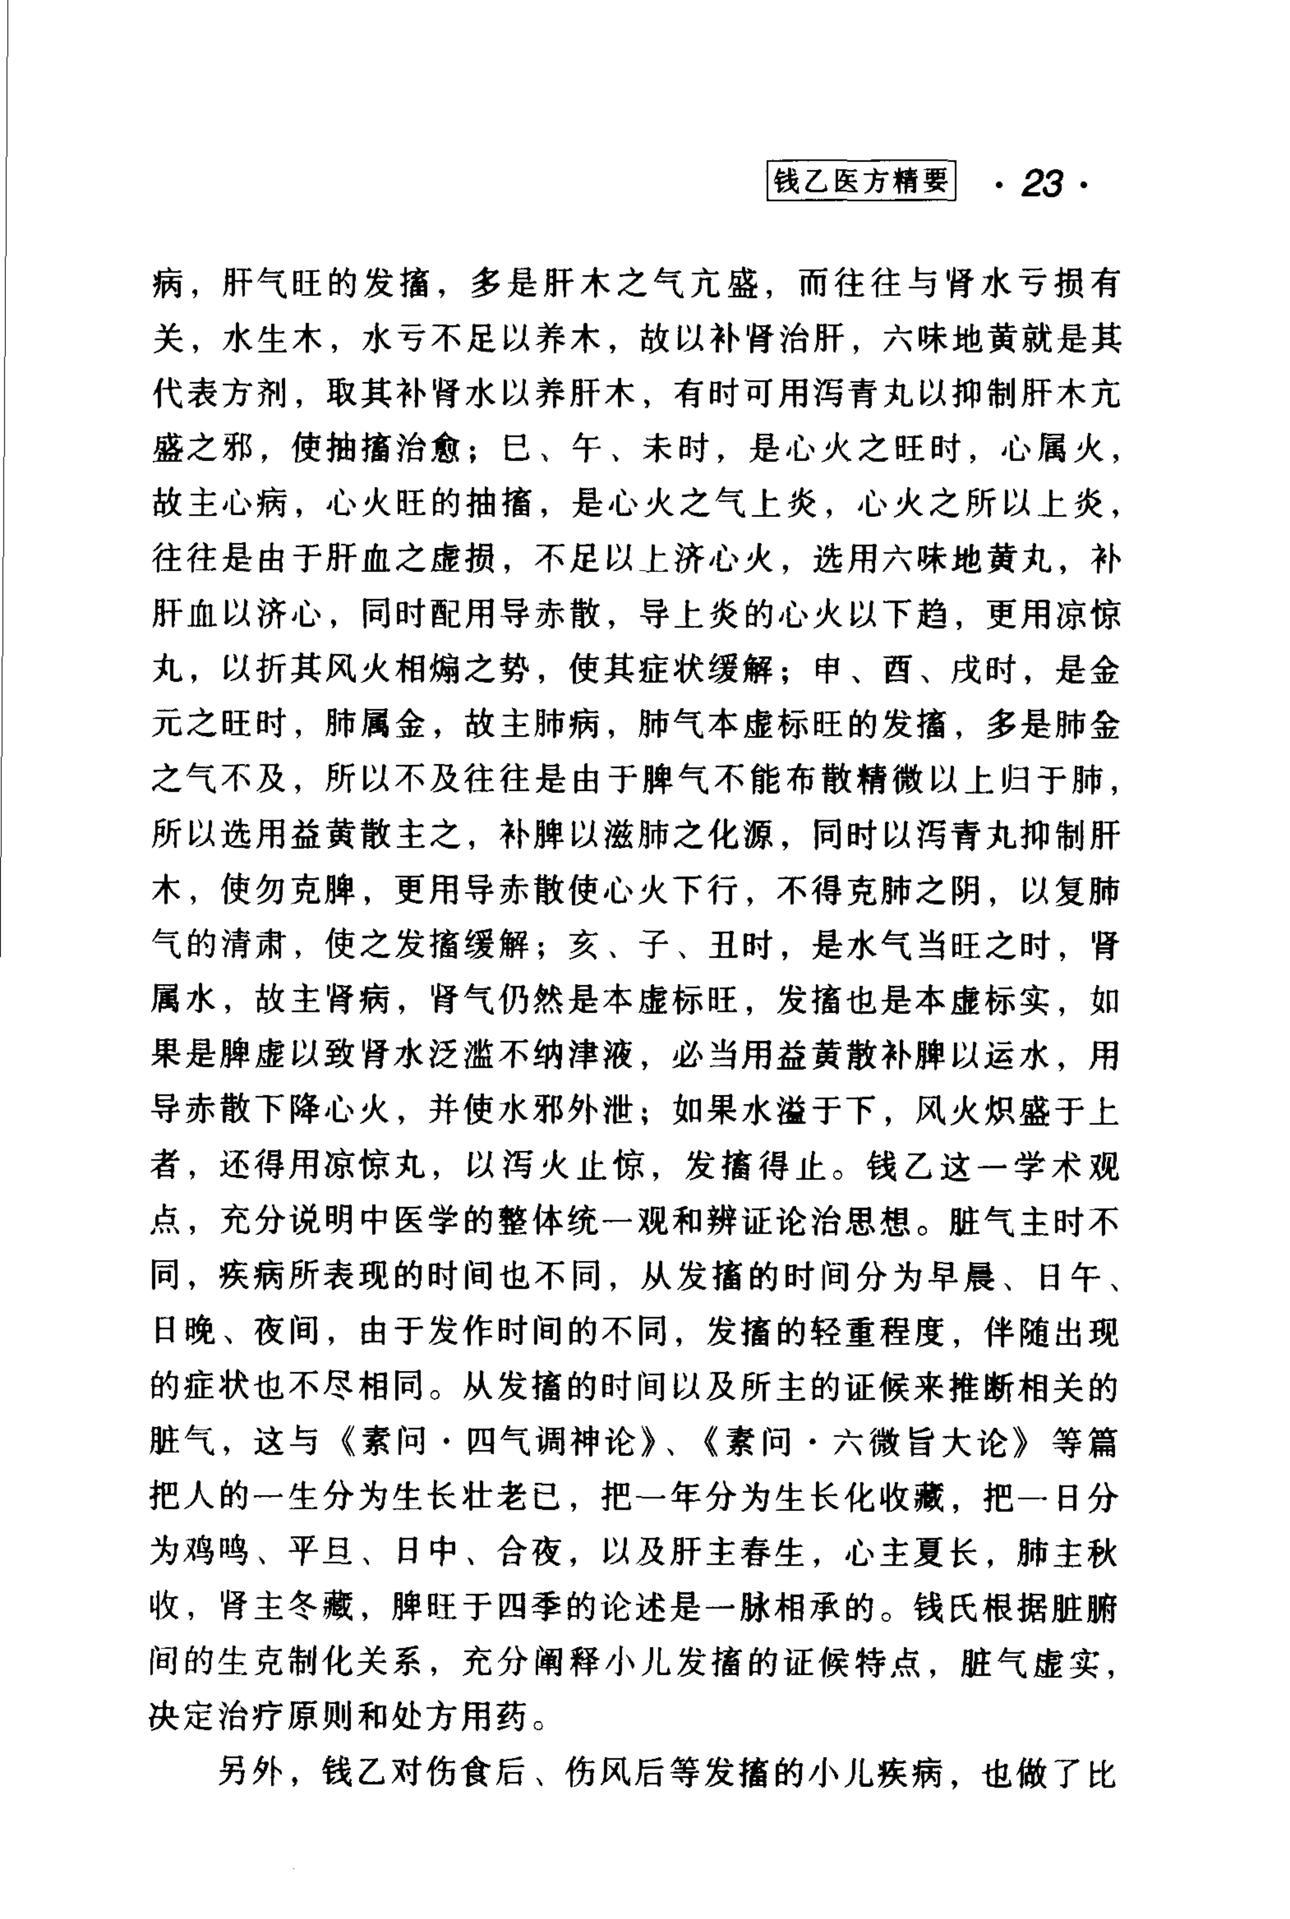 钱乙医方精要 · 23 ·
病，肝气旺的发搐，多是肝木之气亢盛，而往往与肾水亏损有
关，水生木，水亏不足以养木，故以补肾治肝，六味地黄就是其
代表方剂，取其补肾水以养肝木，有时可用泻青丸以抑制肝木亢
盛之邪，使抽搐治愈；巳、午、未时，是心火之旺时，心属火，
故主心病，心火旺的抽搐，是心火之气上炎，心火之所以上炎，
往往是由于肝血之虚损，不足以上济心火，选用六味地黄丸，补
肝血以济心，同时配用导赤散，导上炎的心火以下趋，更用凉惊
丸，以折其风火相煽之势，使其症状缓解；申、酉、戌时，是金
元之旺时，肺属金，故主肺病，肺气本虚标旺的发搐，多是肺金
之气不及，所以不及往往是由于脾气不能布散精微以上归于肺，
所以选用益黄散主之，补脾以滋肺之化源，同时以泻青丸抑制肝
木，使勿克脾，更用导赤散使心火下行，不得克肺之阴，以复肺
气的清肃，使之发搐缓解；亥、子、丑时，是水气当旺之时，肾
属水，故主肾病，肾气仍然是本虚标旺，发搐也是本虚标实，如
果是脾虚以致肾水泛滥不纳津液，必当用益黄散补脾以运水，用
导赤散下降心火，并使水邪外泄；如果水溢于下，风火炽盛于上
者，还得用凉惊丸，以泻火止惊，发搐得止。钱乙这一学术观
点，充分说明中医学的整体统一观和辨证论治思想。脏气主时不
同，疾病所表现的时间也不同，从发搐的时间分为早晨、日午、
日晚、夜间，由于发作时间的不同，发搐的轻重程度，伴随出现
的症状也不尽相同。从发搐的时间以及所主的证候来推断相关的
脏气，这与《素问·四气调神论》、《素问·六微旨大论》等篇
把人的一生分为生长壮老已，把一年分为生长化收藏，把一日分
为鸡鸣、平旦、日中、合夜，以及肝主春生，心主夏长，肺主秋
收，肾主冬藏，脾旺于四季的论述是一脉相承的。钱氏根据脏腑
间的生克制化关系，充分阐释小儿发搐的证候特点，脏气虚实，
决定治疗原则和处方用药。
另外，钱乙对伤食后、伤风后等发搐的小儿疾病，也做了比